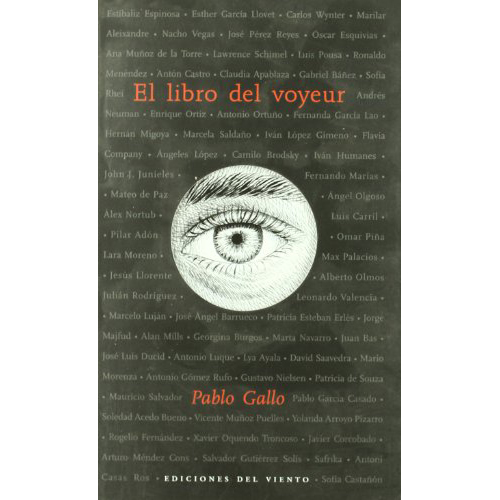 Estíbaliz Espinosa • Esther García Llovet • Carlos Wynter • Marilar
Aleixandre • Nacho Vegas • José Pérez Reyes • Oscar Esquivias •
Ana Muñoz de la Torre • Lawrence Schimel • Luis Pousa • Ronaldo
Menéndez • Antón Castro • Claudia Apablaza • Gabriel Báñez • Sofía
Rhei
El libro del voyeur
Andrés
Neuman • Enrique Ortiz • Antonio Ortuño • Fernanda García Lao •
Hernán Migoya • Marcela Saldaño • Iván López Gimeno • Flavia
Company • Ángeles López • Camilo Brodsky • Iván Humanes •
John J. Junieles • Fernando Marías •
Mateo de Paz Ángel Olgoso
Álex Nortub • Luis Carril •
• Pilar Adón • Omar Piña
Lara Moreno • Max Palacios •
• Jesús Llorente Alberto Olmos
Julián Rodríguez • Leonardo Valencia •
• Marcelo Luján • José Ángel Barrueco • Patricia Esteban Erlés • Jorge
Majfud • Alan Mills • Georgina Burgos • Marta Navarro • Juan Bas •
José Luis Ducid • Antonio Luque • Lya Ayala • David Saavedra • Mario
Morenza • Antonio Gómez Rufo • Gustavo Nielsen • Patricia de Souza
• Mauricio Salvador
Pablo Gallo
Pablo García Casado •
Soledad Acedo Bueno • Vicente Muñoz Puelles • Yolanda Arroyo Pizarro
• Rogelio Fernández • Xavier Oquendo Troncoso • Javier Corcobado •
Arturo Méndez Cons • Salvador Gutiérrez Solís • Safrika • Antoni
Casas Ros • EDICIONES DEL VIENTO • Sofía Castañón